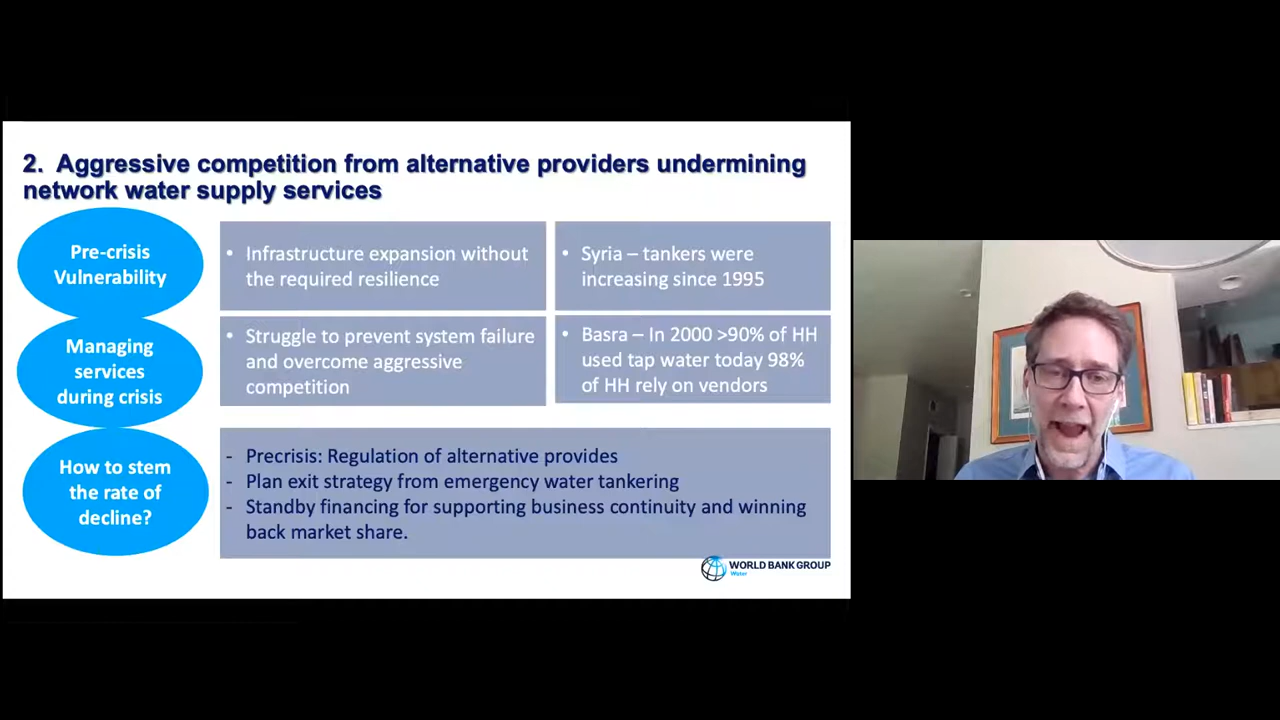 2. Aggressive competition from alternative providers undermining
network water supply services
Pre-crisis
Vulnerability
• Infrastructure expansion without
the required resilience
• Syria – tankers were
increasing since 1995
Managing
services
during crisis
• Struggle to prevent system failure
and overcome aggressive
competition
• Basra – In 2000 >90% of HH
used tap water today 98%
of HH rely on vendors
How to stem
the rate of
decline?
- Precrisis: Regulation of alternative provides
- Plan exit strategy from emergency water tankering
- Standby financing for supporting business continuity and winning
back market share.
WORLD BANK GROUP
Water